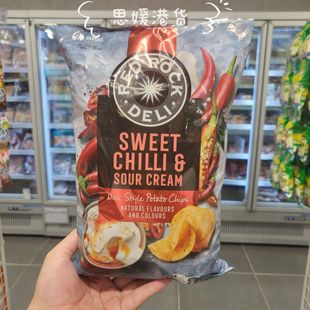 思媛港货
RED ROCK
DELI
SWEET
CHILLI &
SOUR CREAM
Deli Style Potato Chips
NATURAL FLAVOURS
AND COLOURS